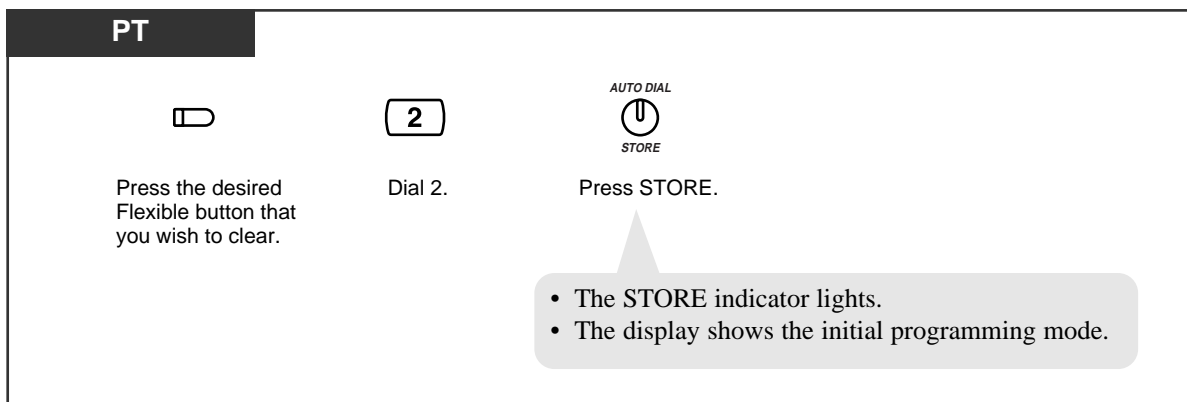 PT
2
AUTO DIAL
STORE
Press the desired
Flexible button that
you wish to clear.
Dial 2.
Press STORE.
• The STORE indicator lights.
• The display shows the initial programming mode.